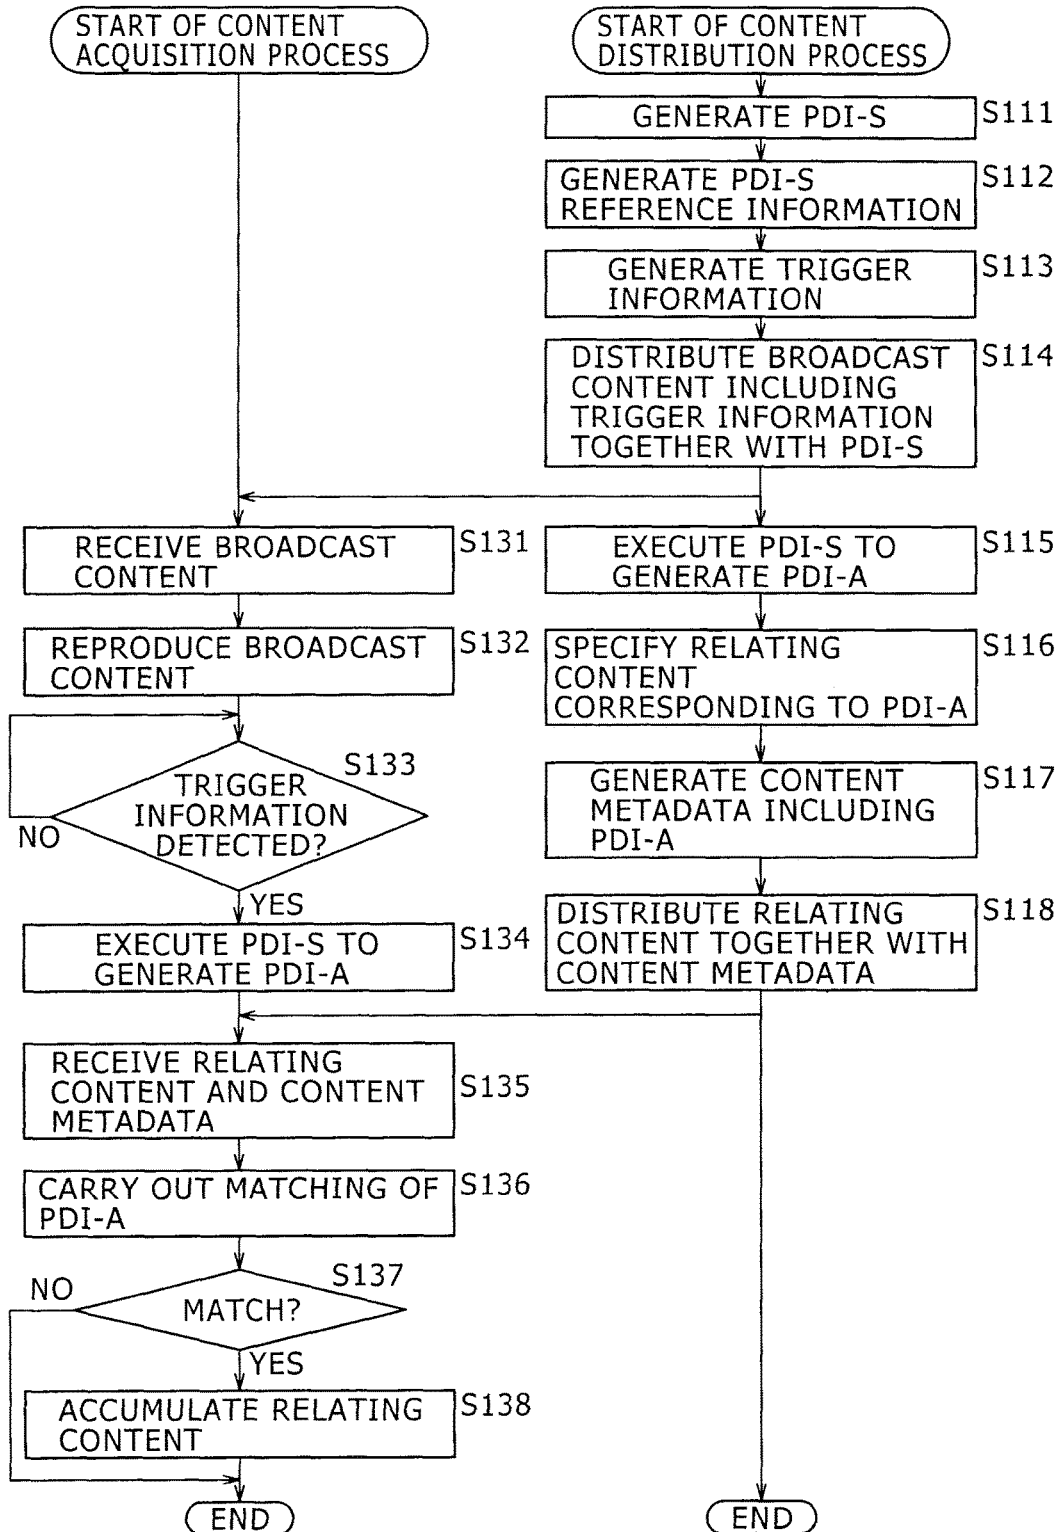 START OF CONTENT
ACQUISITION PROCESS
START OF CONTENT
DISTRIBUTION PROCESS
GENERATE PDI-S
S111
GENERATE PDI-S
REFERENCE INFORMATION
S112
GENERATE TRIGGER
INFORMATION
S113
DISTRIBUTE BROADCAST
CONTENT INCLUDING
TRIGGER INFORMATION
TOGETHER WITH PDI-S
S114
RECEIVE BROADCAST
CONTENT
S131
EXECUTE PDI-S TO
GENERATE PDI-A
S115
REPRODUCE BROADCAST
CONTENT
S132
SPECIFY RELATING
CONTENT
CORRESPONDING TO PDI-A
S116
TRIGGER
INFORMATION
DETECTED?
S133
NO
YES
GENERATE CONTENT
METADATA INCLUDING
PDI-A
S117
EXECUTE PDI-S TO
GENERATE PDI-A
S134
DISTRIBUTE RELATING
CONTENT TOGETHER WITH
CONTENT METADATA
S118
RECEIVE RELATING
CONTENT AND CONTENT
METADATA
S135
CARRY OUT MATCHING OF
PDI-A
S136
NO
S137
MATCH?
YES
ACCUMULATE RELATING
CONTENT
S138
END
END